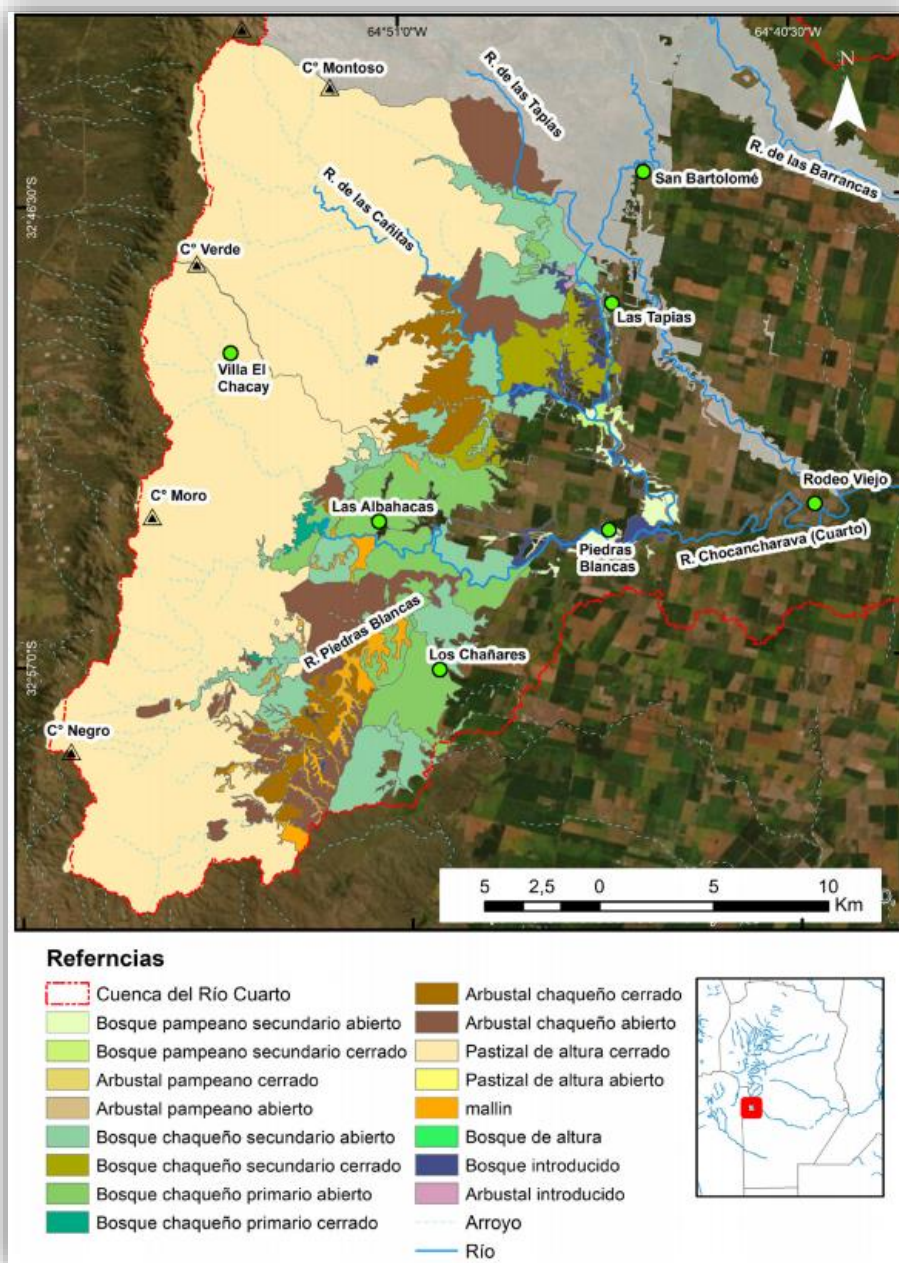 64°51'0"W
64°40'30"W
N
C° Montoso
R. de las Tapias
R. de las Barrancas
San Bartolomé
32°46'30"S
R. de las Cañitas
C° Verde
Las Tapias
Villa El
Chacay
C° Moro
Las Albahacas
Rodeo Viejo
Piedras
Blancas
R. Chocancharava (Cuarto)
R. Piedras Blancas
Los Chañares
32°57'0"S
C° Negro
5 2,5 0 5 10
Km
Referncias
Cuenca del Río Cuarto
Bosque pampeano secundario abierto
Bosque pampeano secundario cerrado
Arbustal pampeano cerrado
Arbustal pampeano abierto
Bosque chaqueño secundario abierto
Bosque chaqueño secundario cerrado
Bosque chaqueño primario abierto
Bosque chaqueño primario cerrado
Arbustal chaqueño cerrado
Arbustal chaqueño abierto
Pastizal de altura cerrado
Pastizal de altura abierto
mallin
Bosque de altura
Bosque introducido
Arbustal introducido
Arroyo
Río